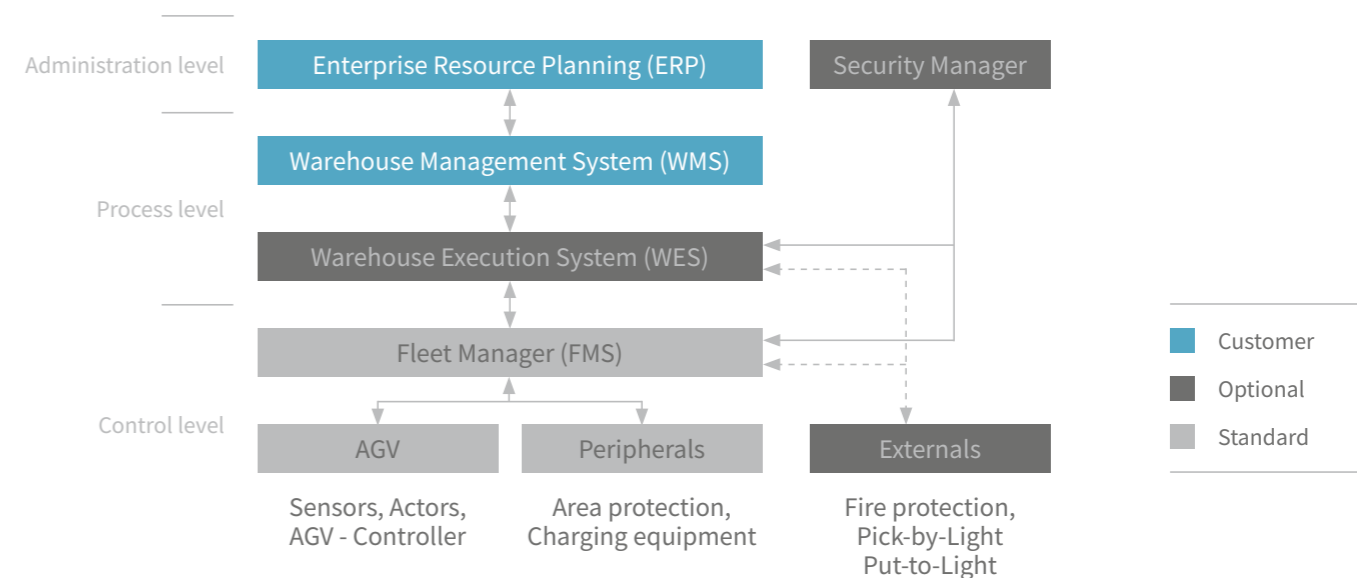 Administration level
Enterprise Resource Planning (ERP)
Security Manager
Warehouse Management System (WMS)
Process level
Warehouse Execution System (WES)
Fleet Manager (FMS)
Control level
AGV
Peripherals
Externals
Sensors, Actors,
AGV - Controller
Area protection,
Charging equipment
Fire protection,
Pick-by-Light
Put-to-Light
Customer
Optional
Standard